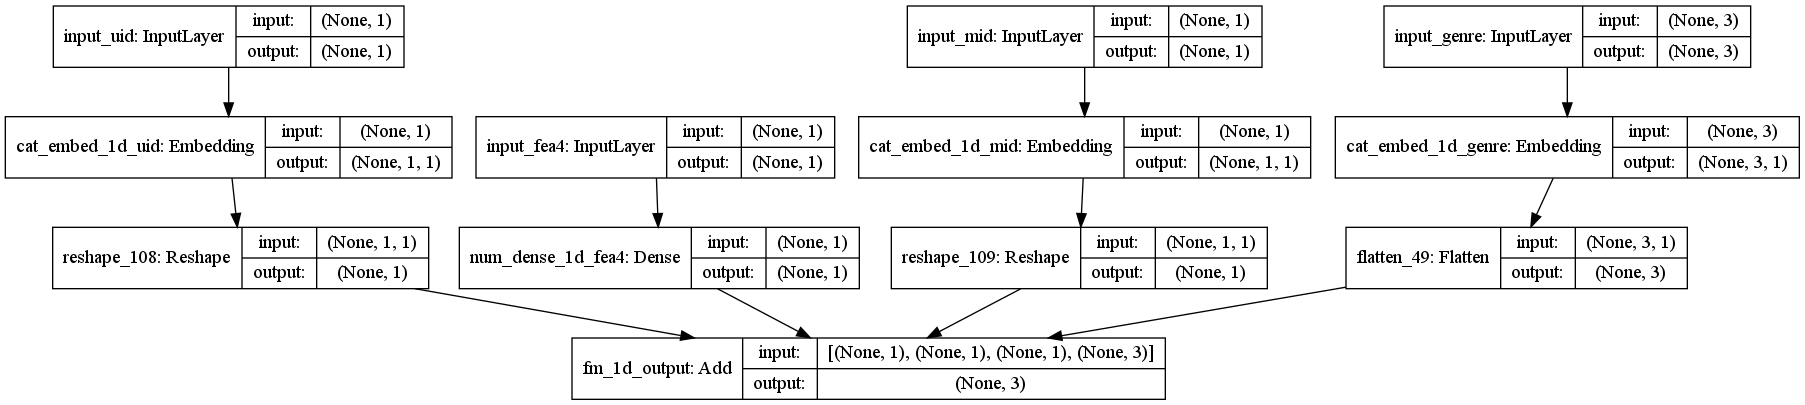 input_uid: InputLayer
input: (None, 1)
output: (None, 1)
input_mid: InputLayer
input: (None, 1)
output: (None, 1)
input_genre: InputLayer
input: (None, 3)
output: (None, 3)
cat_embed_1d_uid: Embedding
input: (None, 1)
output: (None, 1, 1)
input_fea4: InputLayer
input: (None, 1)
output: (None, 1)
cat_embed_1d_mid: Embedding
input: (None, 1)
output: (None, 1, 1)
cat_embed_1d_genre: Embedding
input: (None, 3)
output: (None, 3, 1)
reshape_108: Reshape
input: (None, 1, 1)
output: (None, 1)
num_dense_1d_fea4: Dense
input: (None, 1)
output: (None, 1)
reshape_109: Reshape
input: (None, 1, 1)
output: (None, 1)
flatten_49: Flatten
input: (None, 3, 1)
output: (None, 3)
fm_1d_output: Add
input: [(None, 1), (None, 1), (None, 1), (None, 3)]
output: (None, 3)